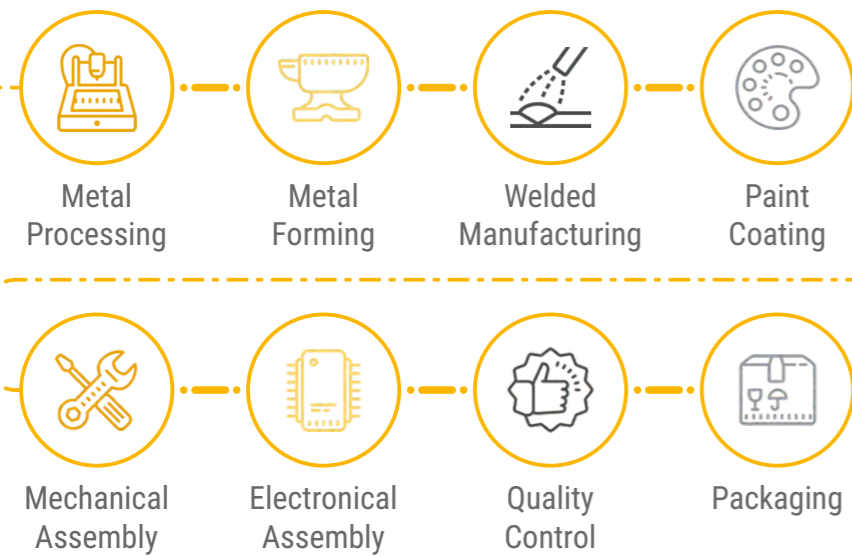 Metal
Processing
Metal
Forming
Welded
Manufacturing
Paint
Coating
Mechanical
Assembly
Electronical
Assembly
Quality
Control
Packaging